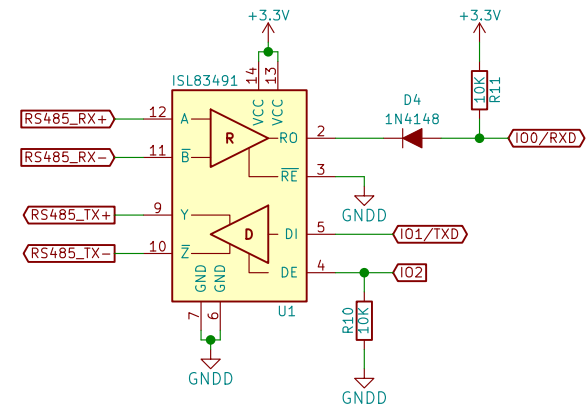 +3.3V
+3.3V
ISL83491
14
13
VCC
VCC
10K
R11
D4
1N4148
RS485_RX+
12
A
R
RO
2
IO0/RXD
RS485_RX-
11
B
RE
3
GNDD
RS485_TX+
9
Y
D
DI
5
IO1/TXD
RS485_TX-
10
Z
DE
4
IO2
GND
GND
U1
7
6
R10
10K
GNDD
GNDD